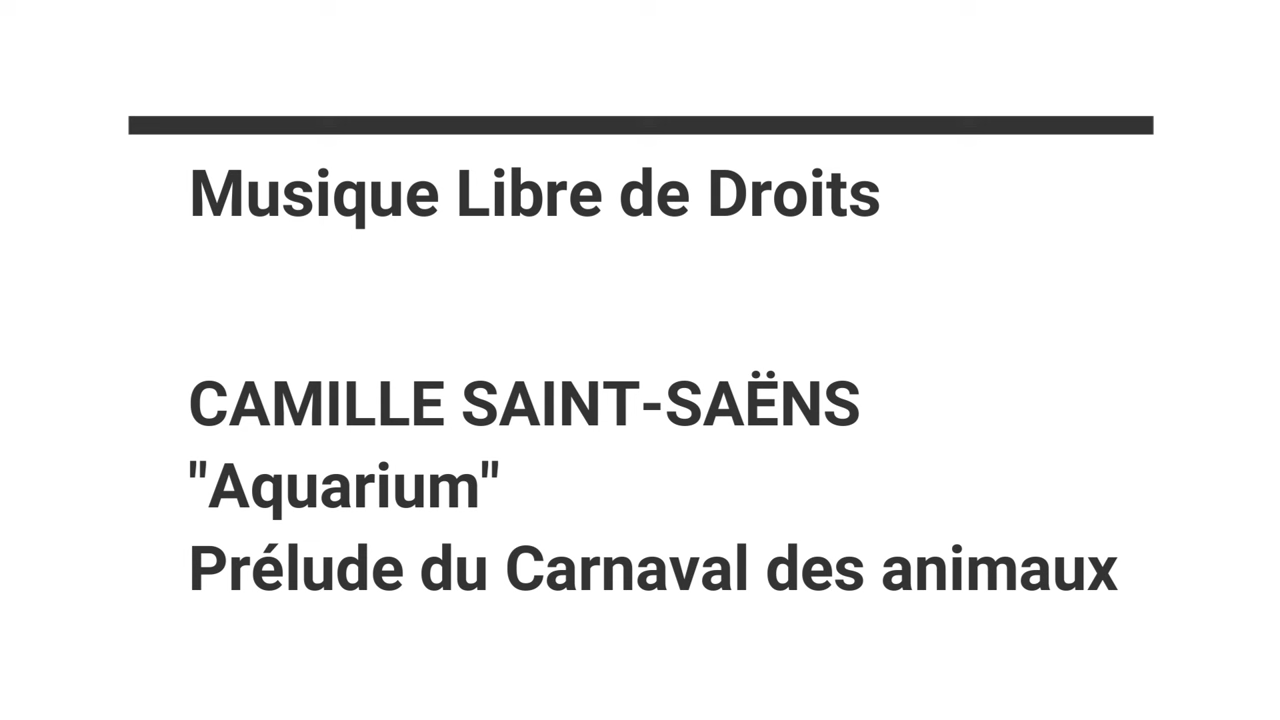 Musique Libre de Droits
CAMILLE SAINT-SAËNS
"Aquarium"
Prélude du Carnaval des animaux